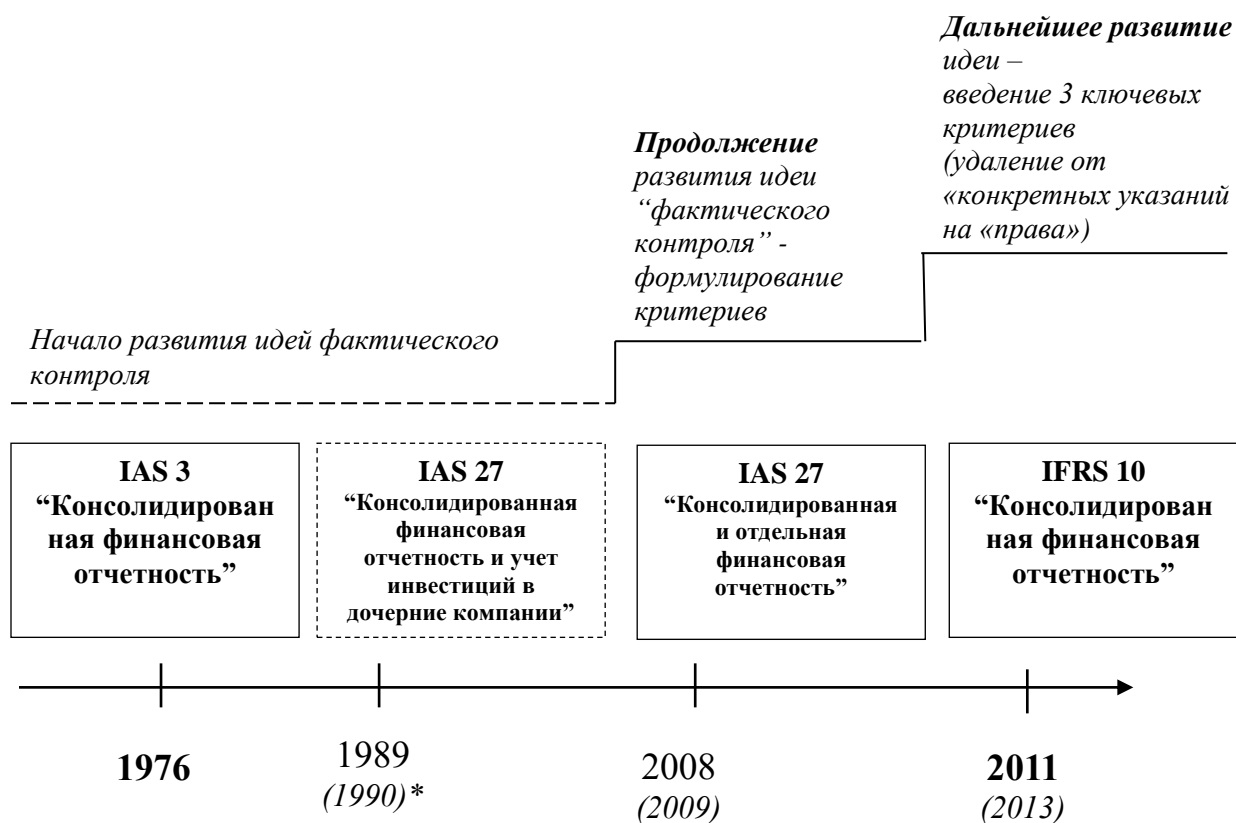 Дальнейшее развитие
идеи –
введение 3 ключевых
критериев
(удаление от
«конкретных указаний
на «права»)
Продолжение
развития идеи
“фактического
контроля” -
формулирование
критериев
Начало развития идей фактического
контроля
IAS 3
“Консолидирован
ная финансовая
отчетность”
IAS 27
“Консолидированная
финансовая
отчетность и учет
инвестиций в
дочерние компании”
IAS 27
“Консолидированная
и отдельная
финансовая
отчетность”
IFRS 10
“Консолидирован
ная финансовая
отчетность”
1976
1989
(1990)*
2008
(2009)
2011
(2013)